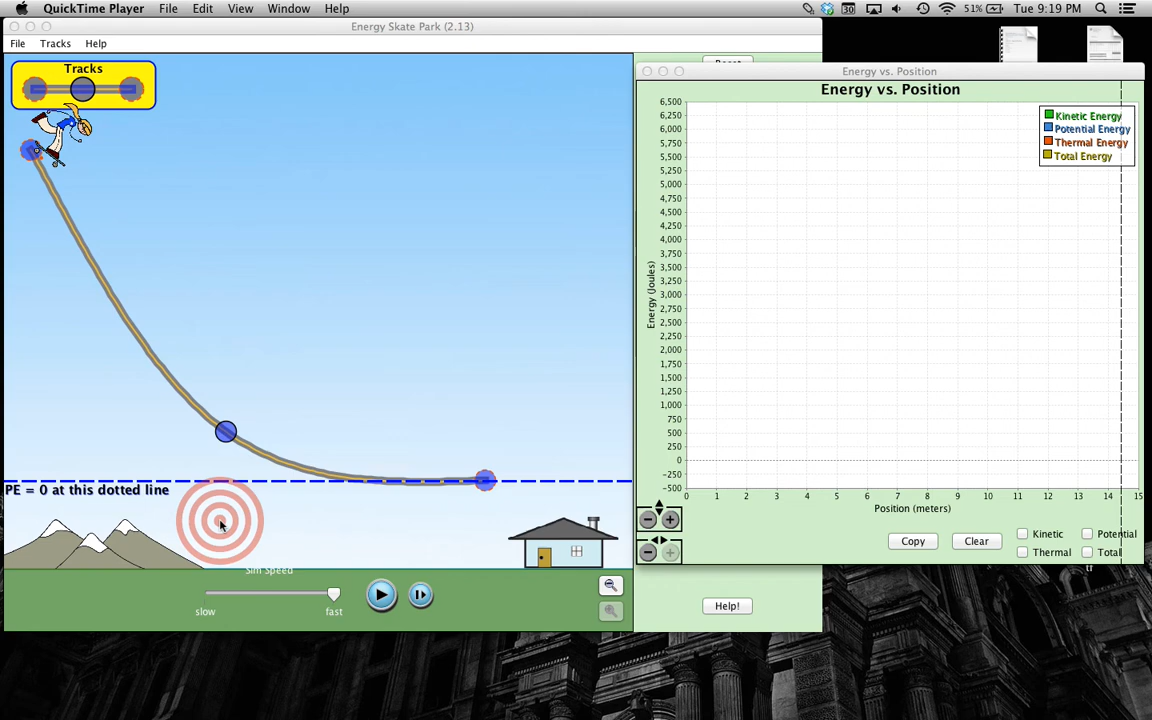 QuickTime Player File Edit View Window Help 30 51% Tue 9:19 PM
Energy Skate Park (2.13)
File Tracks Help
Tracks
PE = 0 at this dotted line
Sim Speed
slow fast
Help!
Energy vs. Position
Energy vs. Position
Kinetic Energy
Potential Energy
Thermal Energy
Total Energy
6,500
6,250
6,000
5,750
5,500
5,250
5,000
4,750
4,500
4,250
4,000
3,750
3,500
3,250
3,000
2,750
2,500
2,250
2,000
1,750
1,500
1,250
1,000
750
500
250
0
-250
-500
Energy (Joules)
0 1 2 3 4 5 6 7 8 9 10 11 12 13 14 15
Position (meters)
Copy Clear
Kinetic Potential
Thermal Total